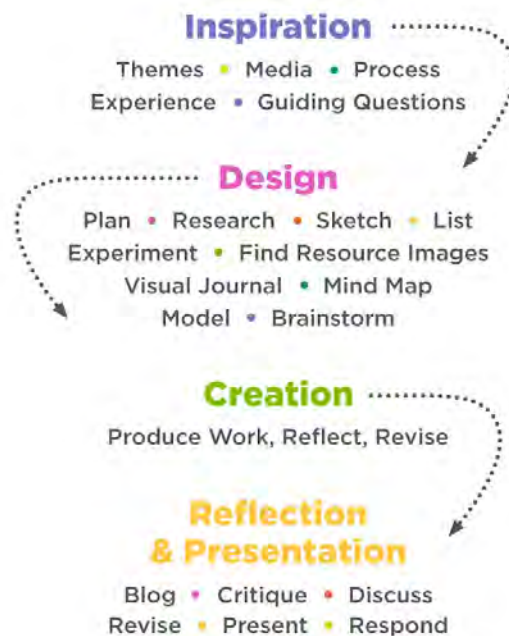 Inspiration
Themes • Media • Process
Experience • Guiding Questions
Design
Plan • Research • Sketch • List
Experiment • Find Resource Images
Visual Journal • Mind Map
Model • Brainstorm
Creation
Produce Work, Reflect, Revise
Reflection
& Presentation
Blog • Critique • Discuss
Revise • Present • Respond